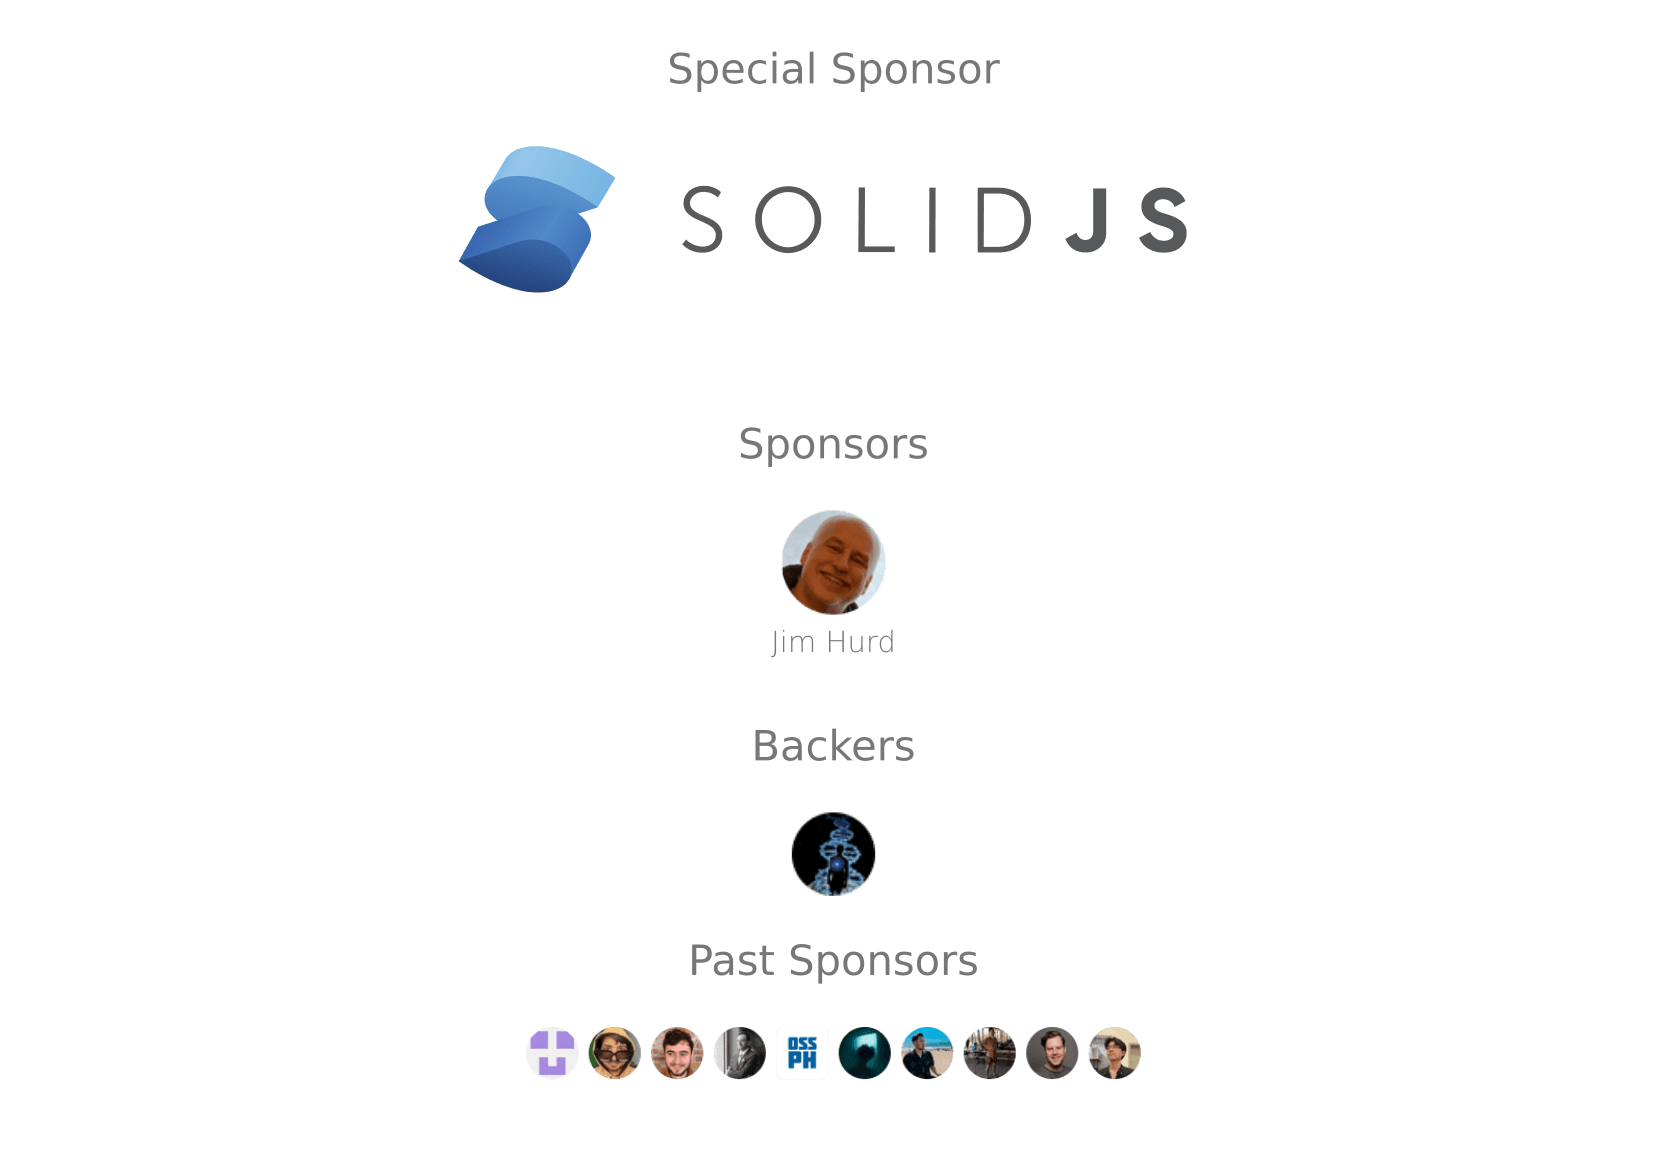 Special Sponsor
SOLIDJS
Sponsors
Jim Hurd
Backers
Past Sponsors
OSS
PH